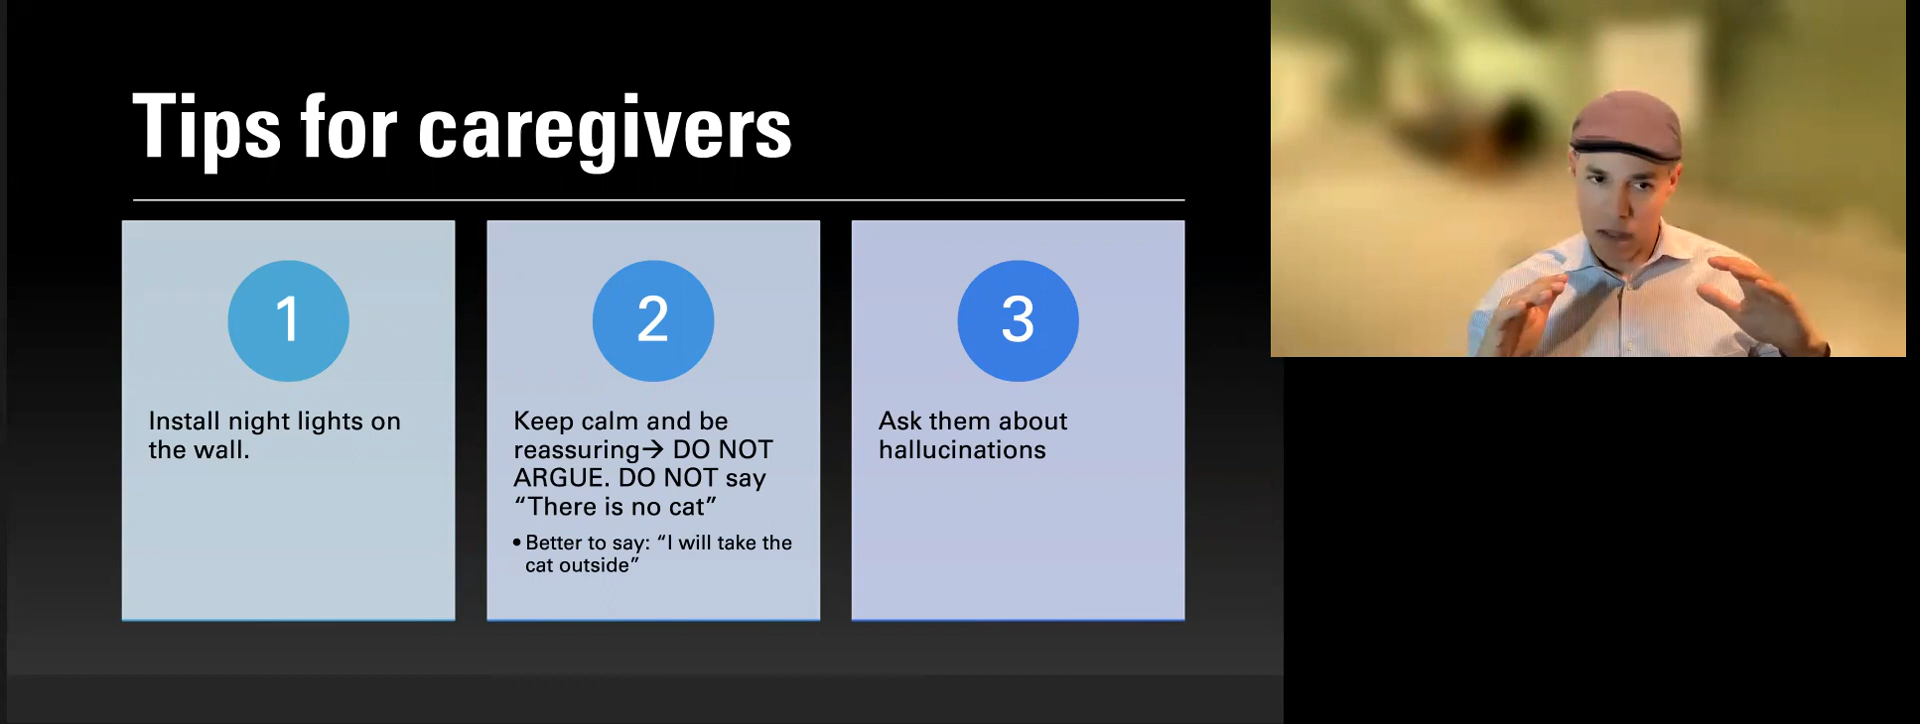 Tips for caregivers
1
Install night lights on
the wall.
2
Keep calm and be
reassuring→ DO NOT
ARGUE. DO NOT say
“There is no cat”
• Better to say: “I will take the
cat outside”
3
Ask them about
hallucinations